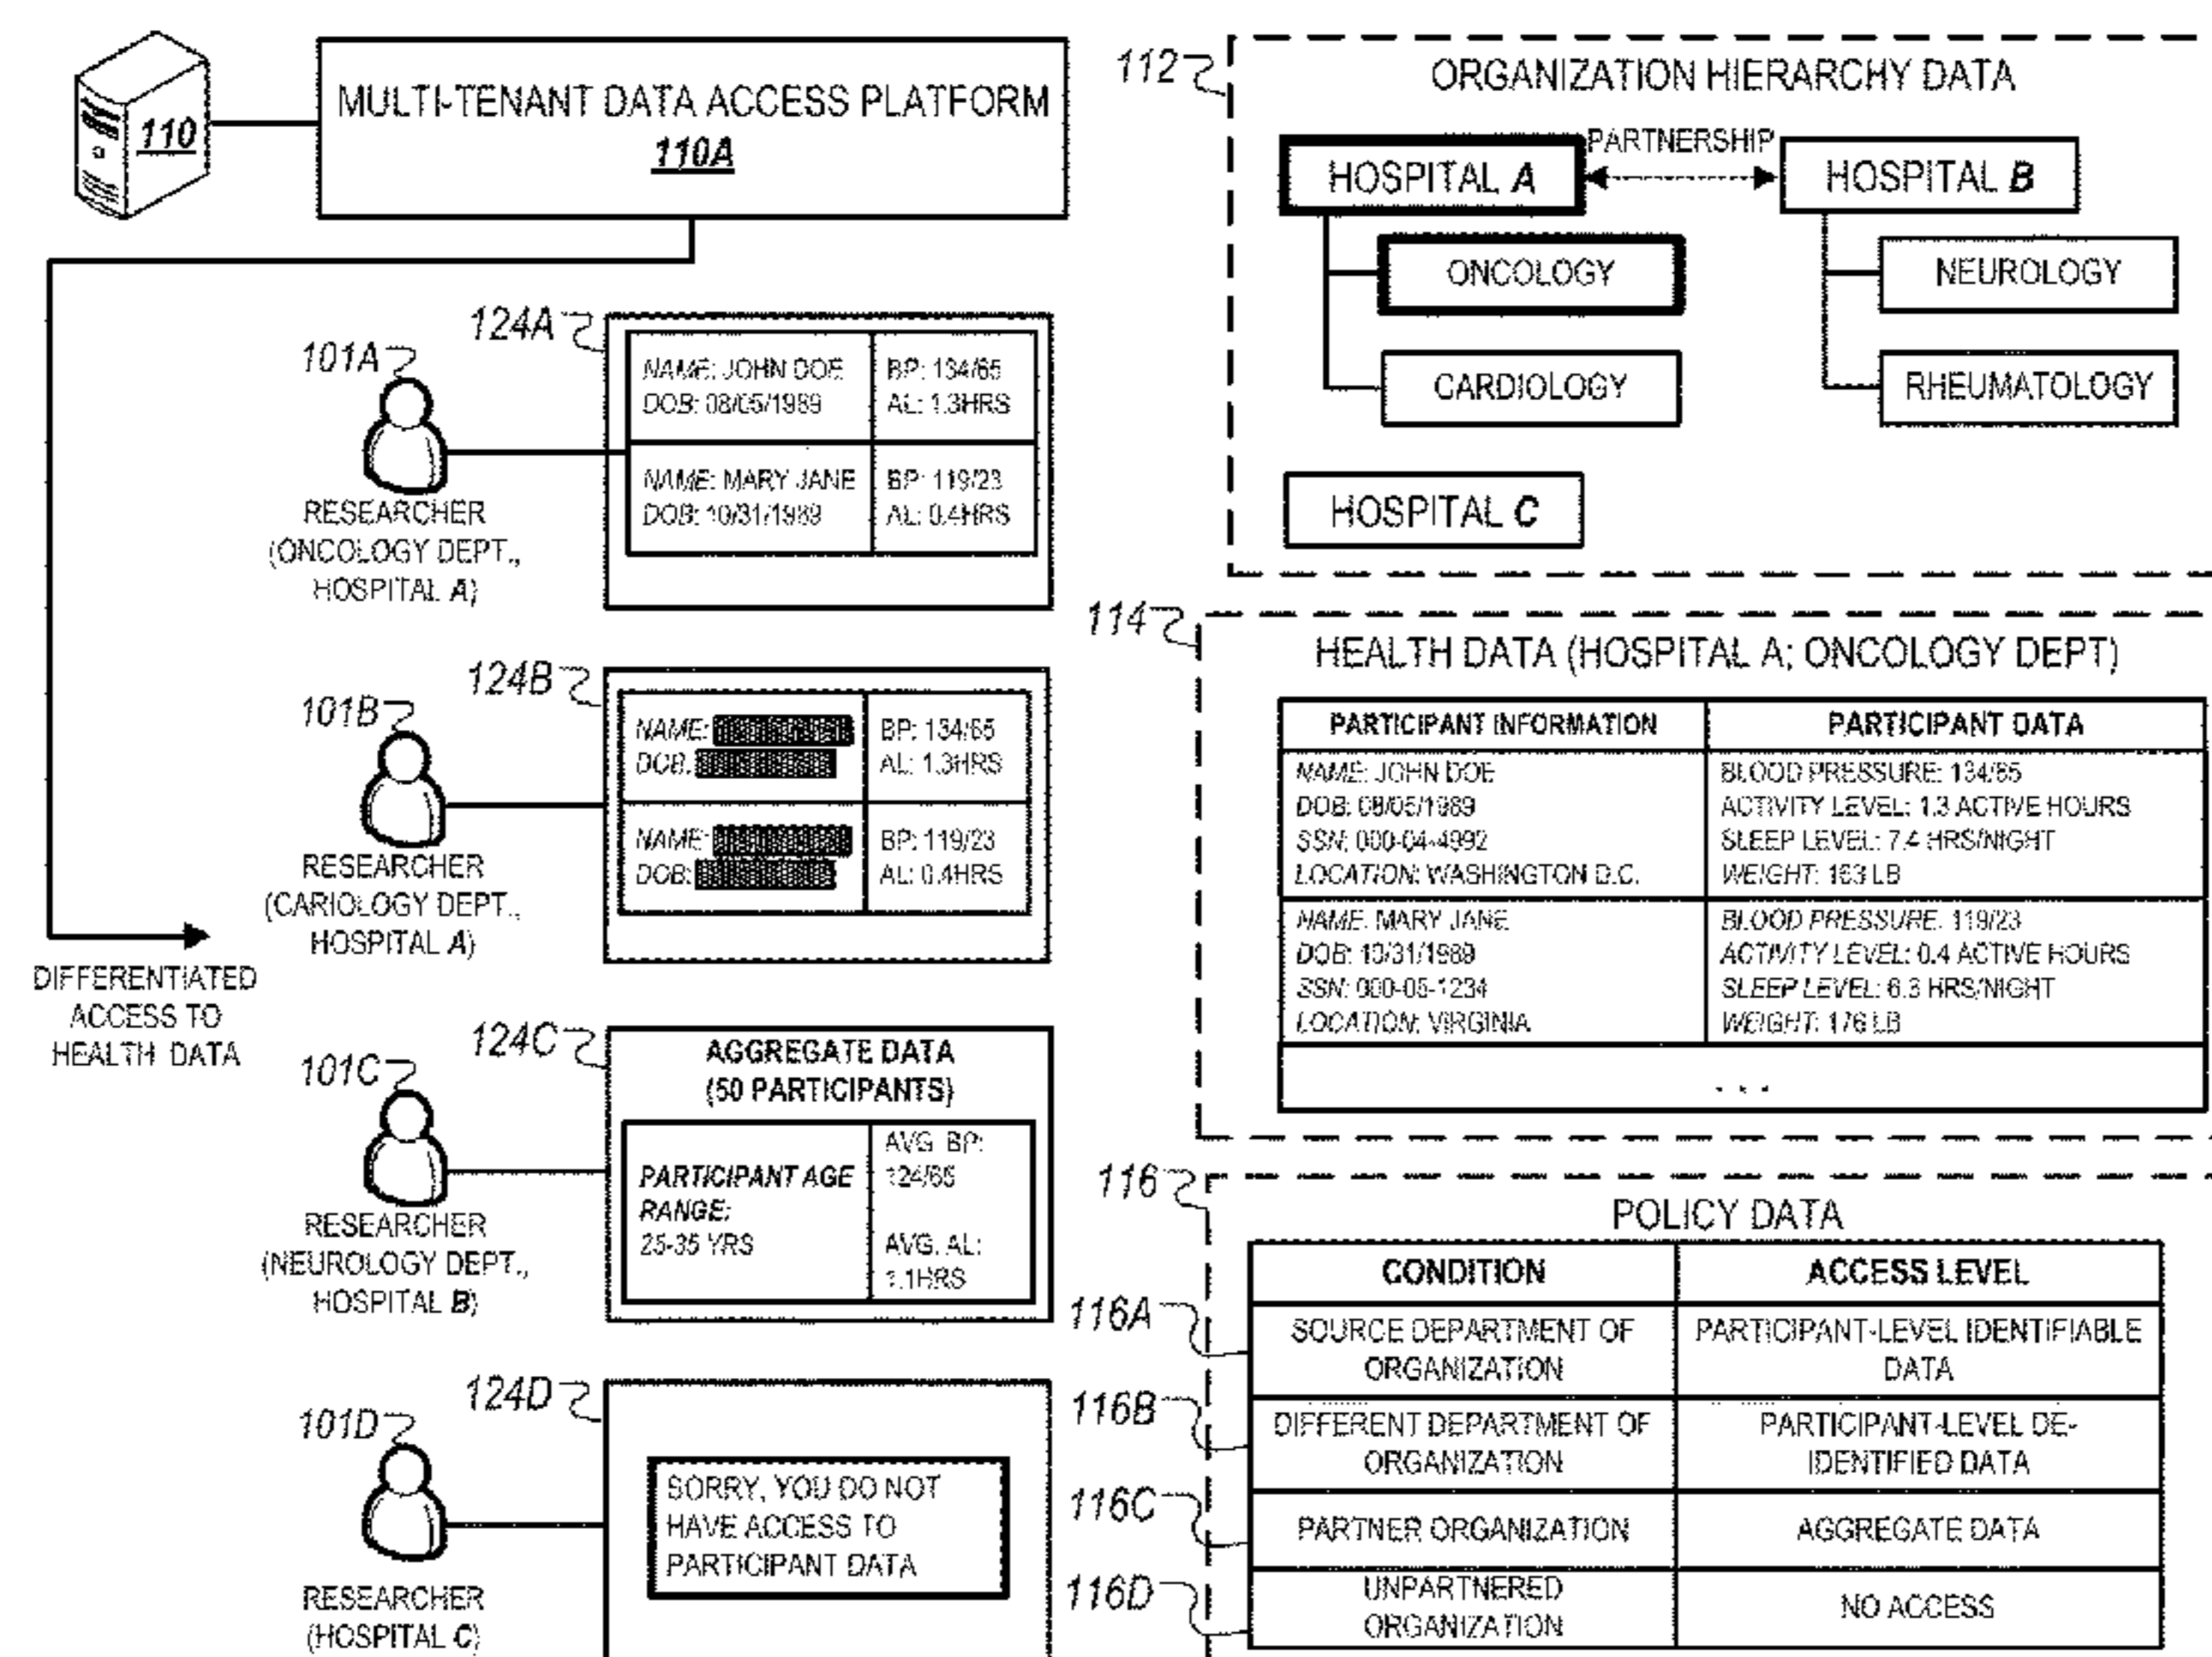 110
MULTI-TENANT DATA ACCESS PLATFORM
110A
124A
101A
NAME: JOHN DOE
DOB: 08/05/1989
BP: 134/65
AL: 1.3HRS
NAME: MARY JANE
DOB: 10/31/1989
BP: 119/23
AL: 0.4HRS
RESEARCHER
(ONCOLOGY DEPT.,
HOSPITAL A)
124B
101B
NAME:
DOB:
BP: 134/65
AL: 1.3HRS
NAME:
DOB:
BP: 119/23
AL: 0.4HRS
RESEARCHER
(CARIOLOGY DEPT.,
HOSPITAL A)
DIFFERENTIATED
ACCESS TO
HEALTH DATA
124C
101C
AGGREGATE DATA
(50 PARTICIPANTS)
PARTICIPANT AGE
RANGE:
25-35 YRS
AVG. BP:
124/65
AVG. AL:
1.1HRS
RESEARCHER
(NEUROLOGY DEPT.,
HOSPITAL B)
124D
101D
SORRY, YOU DO NOT
HAVE ACCESS TO
PARTICIPANT DATA
RESEARCHER
(HOSPITAL C)
112
ORGANIZATION HIERARCHY DATA
HOSPITAL A
PARTNERSHIP
HOSPITAL B
ONCOLOGY
NEUROLOGY
CARDIOLOGY
RHEUMATOLOGY
HOSPITAL C
114
HEALTH DATA (HOSPITAL A; ONCOLOGY DEPT)
PARTICIPANT INFORMATION
PARTICIPANT DATA
NAME: JOHN DOE
DOB: 08/05/1989
SSN: 000-04-4992
LOCATION: WASHINGTON D.C.
BLOOD PRESSURE: 134/65
ACTIVITY LEVEL: 1.3 ACTIVE HOURS
SLEEP LEVEL: 7.4 HRS/NIGHT
WEIGHT: 163 LB
NAME: MARY JANE
DOB: 10/31/1989
SSN: 000-05-1234
LOCATION: VIRGINIA
BLOOD PRESSURE: 119/23
ACTIVITY LEVEL: 0.4 ACTIVE HOURS
SLEEP LEVEL: 6.3 HRS/NIGHT
WEIGHT: 176 LB
. . .
116
POLICY DATA
CONDITION
ACCESS LEVEL
116A
SOURCE DEPARTMENT OF
ORGANIZATION
PARTICIPANT-LEVEL IDENTIFIABLE
DATA
116B
DIFFERENT DEPARTMENT OF
ORGANIZATION
PARTICIPANT-LEVEL DE-
IDENTIFIED DATA
116C
PARTNER ORGANIZATION
AGGREGATE DATA
116D
UNPARTNERED
ORGANIZATION
NO ACCESS